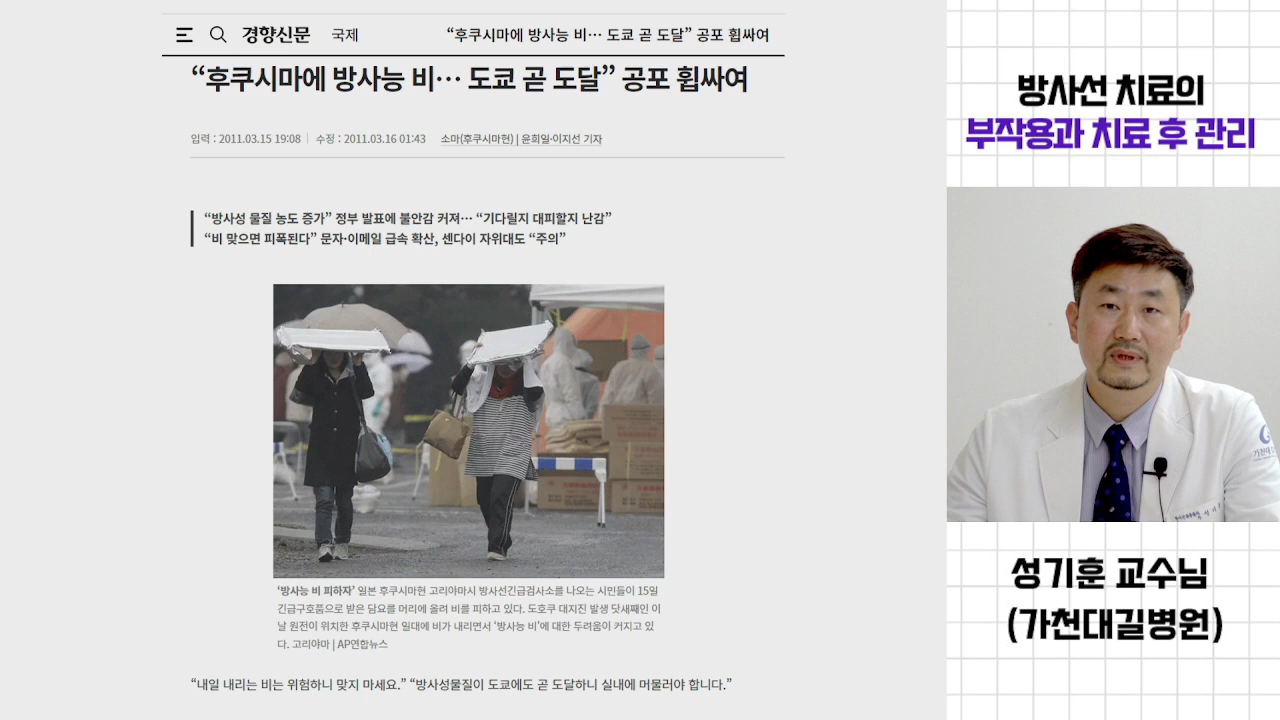 경향신문 국제 “후쿠시마에 방사능 비… 도쿄 곧 도달” 공포 휩싸여
“후쿠시마에 방사능 비… 도쿄 곧 도달” 공포 휩싸여
입력 : 2011.03.15 19:08 수정 : 2011.03.16 01:43 소마(후쿠시마현) | 윤희일·이지선 기자
“방사성 물질 농도 증가” 정부 발표에 불안감 커져… “기다릴지 대피할지 난감”
“비 맞으면 피폭된다” 문자·이메일 급속 확산, 센다이 자위대도 “주의”
‘방사능 비 피하자’ 일본 후쿠시마현 고리야마시 방사선긴급검사소를 나오는 시민들이 15일
긴급구호품으로 받은 담요를 머리에 올려 비를 피하고 있다. 도호쿠 대지진 발생 닷새째인 이
날 원전이 위치한 후쿠시마현 일대에 비가 내리면서 ‘방사능 비’에 대한 두려움이 커지고 있
다. 고리야마 | AP연합뉴스
“내일 내리는 비는 위험하니 맞지 마세요.” “방사성물질이 도쿄에도 곧 도달하니 실내에 머물러야 합니다.”
방사선 치료의
부작용과 치료 후 관리
성기훈 교수님
(가천대길병원)